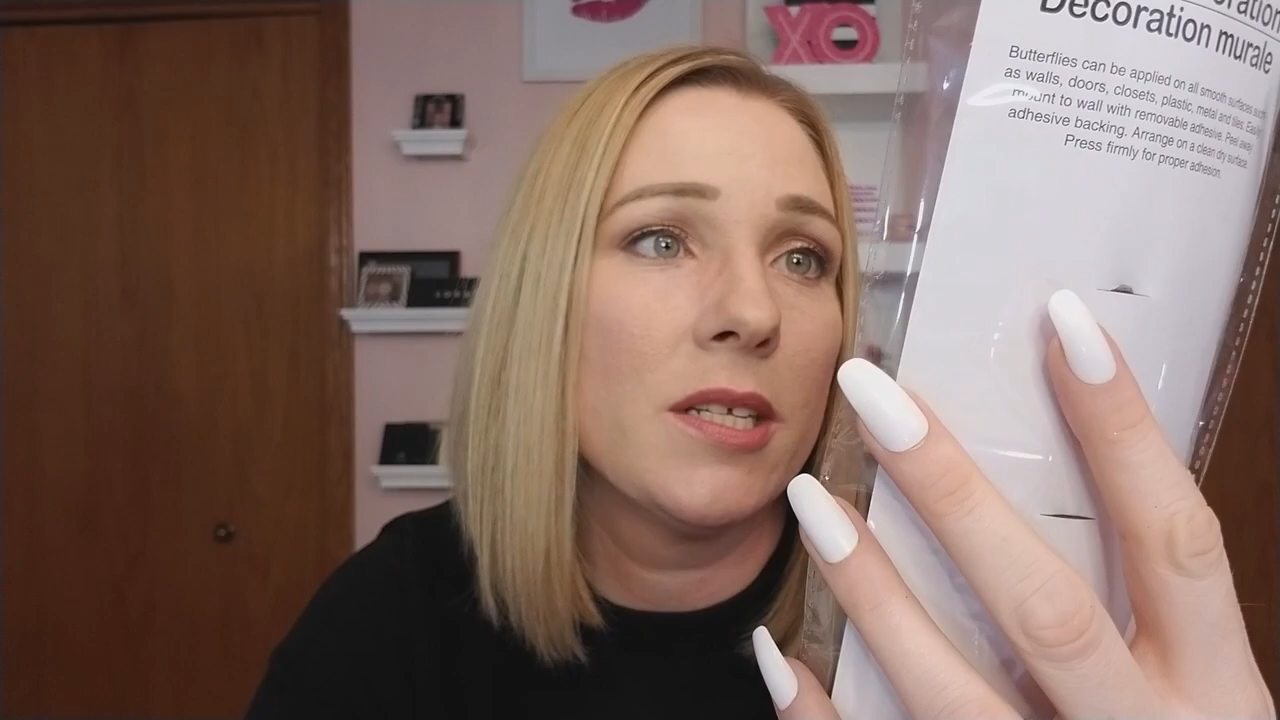 XO
oration
Decoration murale
Butterflies can be applied on all smooth surfaces such
as walls, doors, closets, plastic, metal and tiles. Easily
mount to wall with removable adhesive. Peel away
adhesive backing. Arrange on a clean dry surface.
Press firmly for proper adhesion.